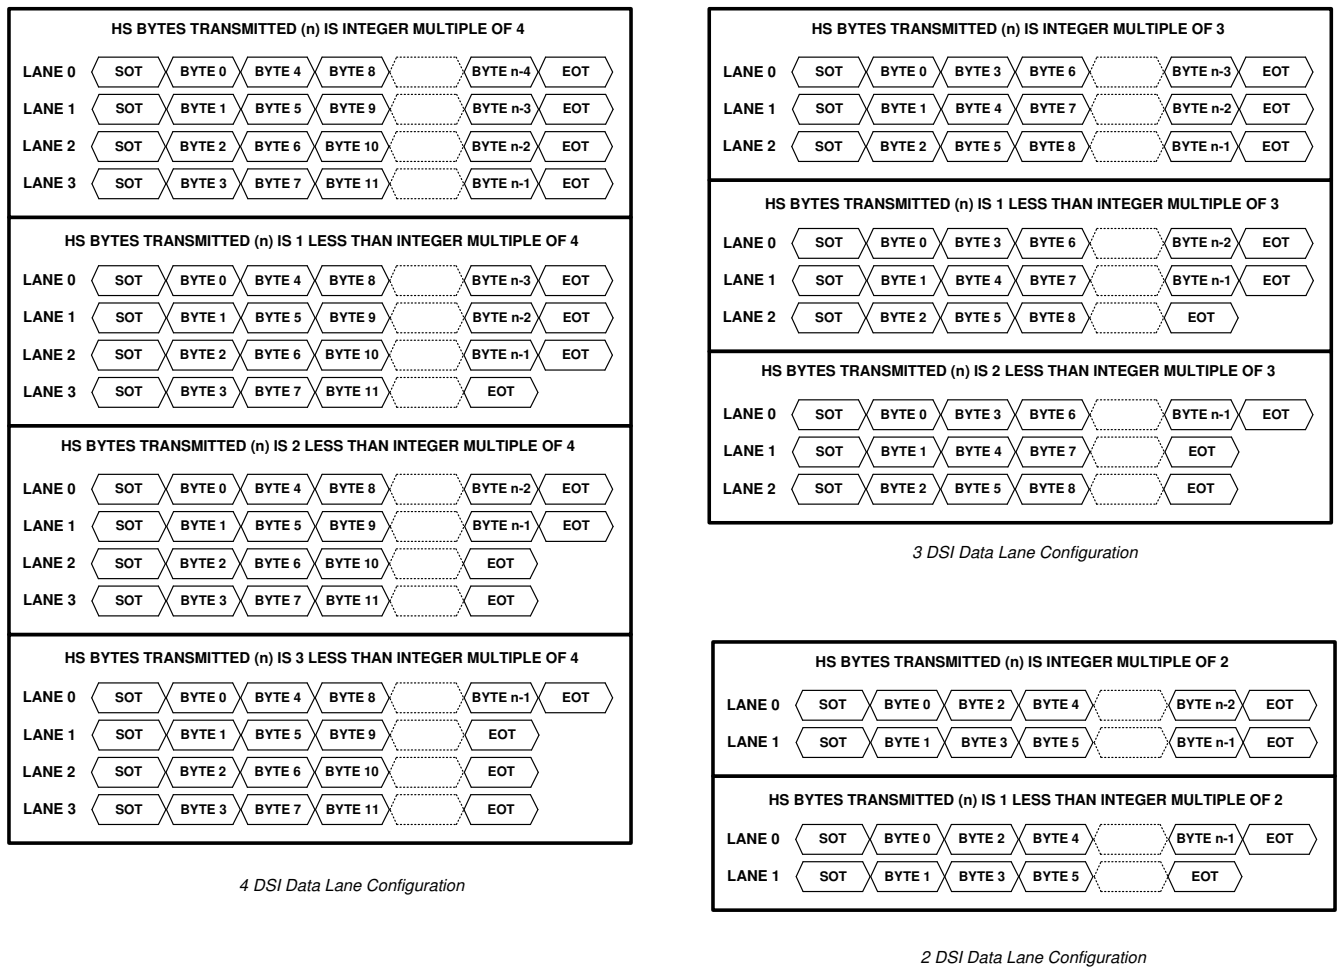 HS BYTES TRANSMITTED (n) IS INTEGER MULTIPLE OF 4
LANE 0 SOT BYTE 0 BYTE 4 BYTE 8 BYTE n-4 EOT
LANE 1 SOT BYTE 1 BYTE 5 BYTE 9 BYTE n-3 EOT
LANE 2 SOT BYTE 2 BYTE 6 BYTE 10 BYTE n-2 EOT
LANE 3 SOT BYTE 3 BYTE 7 BYTE 11 BYTE n-1 EOT
HS BYTES TRANSMITTED (n) IS 1 LESS THAN INTEGER MULTIPLE OF 4
LANE 0 SOT BYTE 0 BYTE 4 BYTE 8 BYTE n-3 EOT
LANE 1 SOT BYTE 1 BYTE 5 BYTE 9 BYTE n-2 EOT
LANE 2 SOT BYTE 2 BYTE 6 BYTE 10 BYTE n-1 EOT
LANE 3 SOT BYTE 3 BYTE 7 BYTE 11 EOT
HS BYTES TRANSMITTED (n) IS 2 LESS THAN INTEGER MULTIPLE OF 4
LANE 0 SOT BYTE 0 BYTE 4 BYTE 8 BYTE n-2 EOT
LANE 1 SOT BYTE 1 BYTE 5 BYTE 9 BYTE n-1 EOT
LANE 2 SOT BYTE 2 BYTE 6 BYTE 10 EOT
LANE 3 SOT BYTE 3 BYTE 7 BYTE 11 EOT
HS BYTES TRANSMITTED (n) IS 3 LESS THAN INTEGER MULTIPLE OF 4
LANE 0 SOT BYTE 0 BYTE 4 BYTE 8 BYTE n-1 EOT
LANE 1 SOT BYTE 1 BYTE 5 BYTE 9 EOT
LANE 2 SOT BYTE 2 BYTE 6 BYTE 10 EOT
LANE 3 SOT BYTE 3 BYTE 7 BYTE 11 EOT
4 DSI Data Lane Configuration
HS BYTES TRANSMITTED (n) IS INTEGER MULTIPLE OF 3
LANE 0 SOT BYTE 0 BYTE 3 BYTE 6 BYTE n-3 EOT
LANE 1 SOT BYTE 1 BYTE 4 BYTE 7 BYTE n-2 EOT
LANE 2 SOT BYTE 2 BYTE 5 BYTE 8 BYTE n-1 EOT
HS BYTES TRANSMITTED (n) IS 1 LESS THAN INTEGER MULTIPLE OF 3
LANE 0 SOT BYTE 0 BYTE 3 BYTE 6 BYTE n-2 EOT
LANE 1 SOT BYTE 1 BYTE 4 BYTE 7 BYTE n-1 EOT
LANE 2 SOT BYTE 2 BYTE 5 BYTE 8 EOT
HS BYTES TRANSMITTED (n) IS 2 LESS THAN INTEGER MULTIPLE OF 3
LANE 0 SOT BYTE 0 BYTE 3 BYTE 6 BYTE n-1 EOT
LANE 1 SOT BYTE 1 BYTE 4 BYTE 7 EOT
LANE 2 SOT BYTE 2 BYTE 5 BYTE 8 EOT
3 DSI Data Lane Configuration
HS BYTES TRANSMITTED (n) IS INTEGER MULTIPLE OF 2
LANE 0 SOT BYTE 0 BYTE 2 BYTE 4 BYTE n-2 EOT
LANE 1 SOT BYTE 1 BYTE 3 BYTE 5 BYTE n-1 EOT
HS BYTES TRANSMITTED (n) IS 1 LESS THAN INTEGER MULTIPLE OF 2
LANE 0 SOT BYTE 0 BYTE 2 BYTE 4 BYTE n-1 EOT
LANE 1 SOT BYTE 1 BYTE 3 BYTE 5 EOT
2 DSI Data Lane Configuration